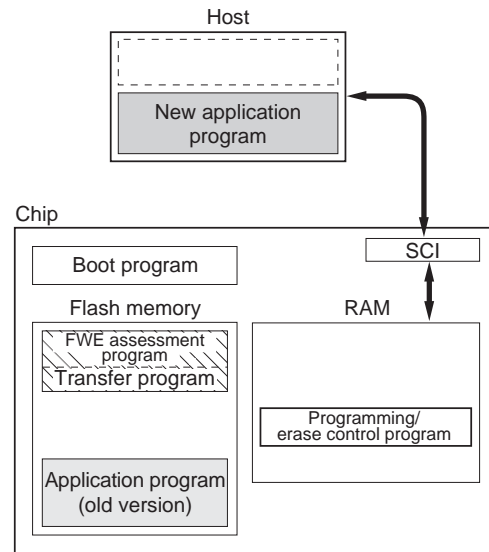 Host
New application
program
Chip
SCI
Boot program
Flash memory
RAM
FWE assessment
program
Transfer program
Programming/
erase control program
Application program
(old version)